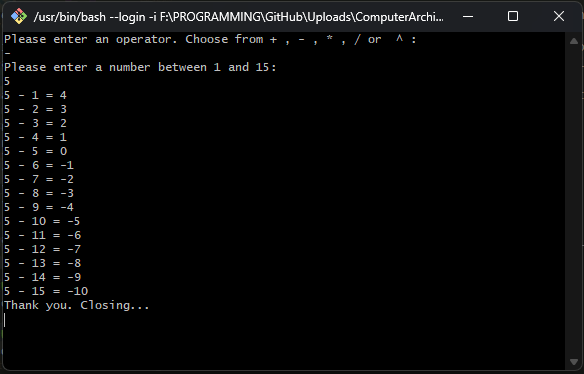 /usr/bin/bash --login -i F:\PROGRAMMING\GitHub\Uploads\ComputerArchi...
Please enter an operator. Choose from + , - , * , / or  ^ :
-
Please enter a number between 1 and 15:
5
5 - 1 = 4
5 - 2 = 3
5 - 3 = 2
5 - 4 = 1
5 - 5 = 0
5 - 6 = -1
5 - 7 = -2
5 - 8 = -3
5 - 9 = -4
5 - 10 = -5
5 - 11 = -6
5 - 12 = -7
5 - 13 = -8
5 - 14 = -9
5 - 15 = -10
Thank you. Closing...